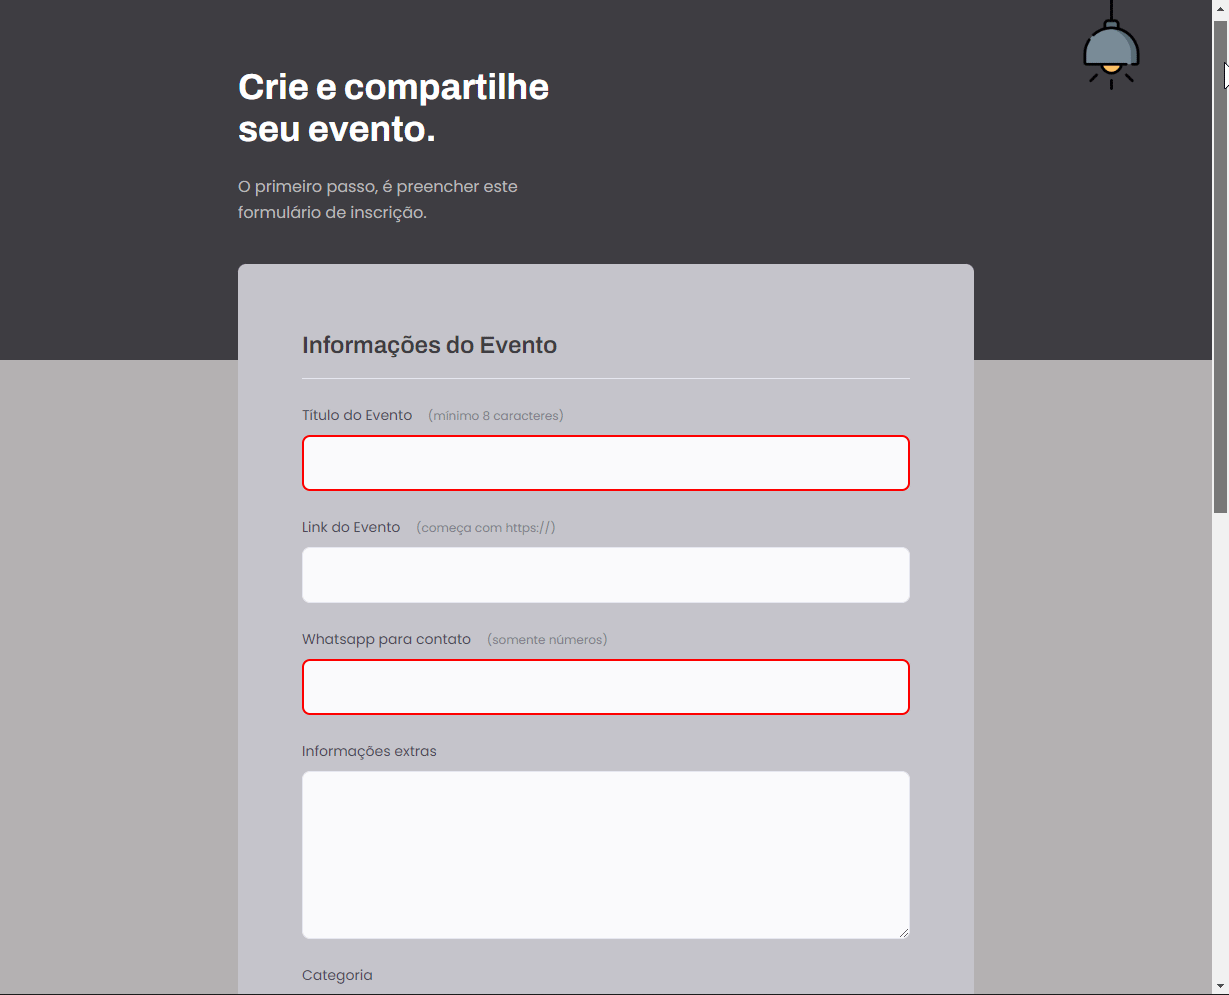 Crie e compartilhe
seu evento.
O primeiro passo, é preencher este
formulário de inscrição.
Informações do Evento
Título do Evento (mínimo 8 caracteres)
Link do Evento (começa com https://)
Whatsapp para contato (somente números)
Informações extras
Categoria